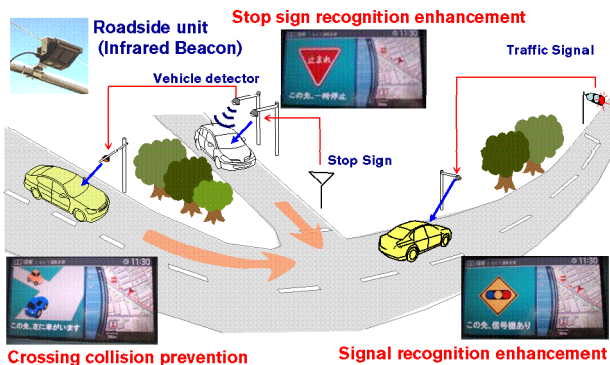 Stop sign recognition enhancement
Roadside unit
(Infrared Beacon)
Traffic Signal
Vehicle detector
止まれ
11:30
この先、一時停止
Stop Sign
11:30
この先、左に車がいます
11:30
この先、信号機あり
Crossing collision prevention
Signal recognition enhancement